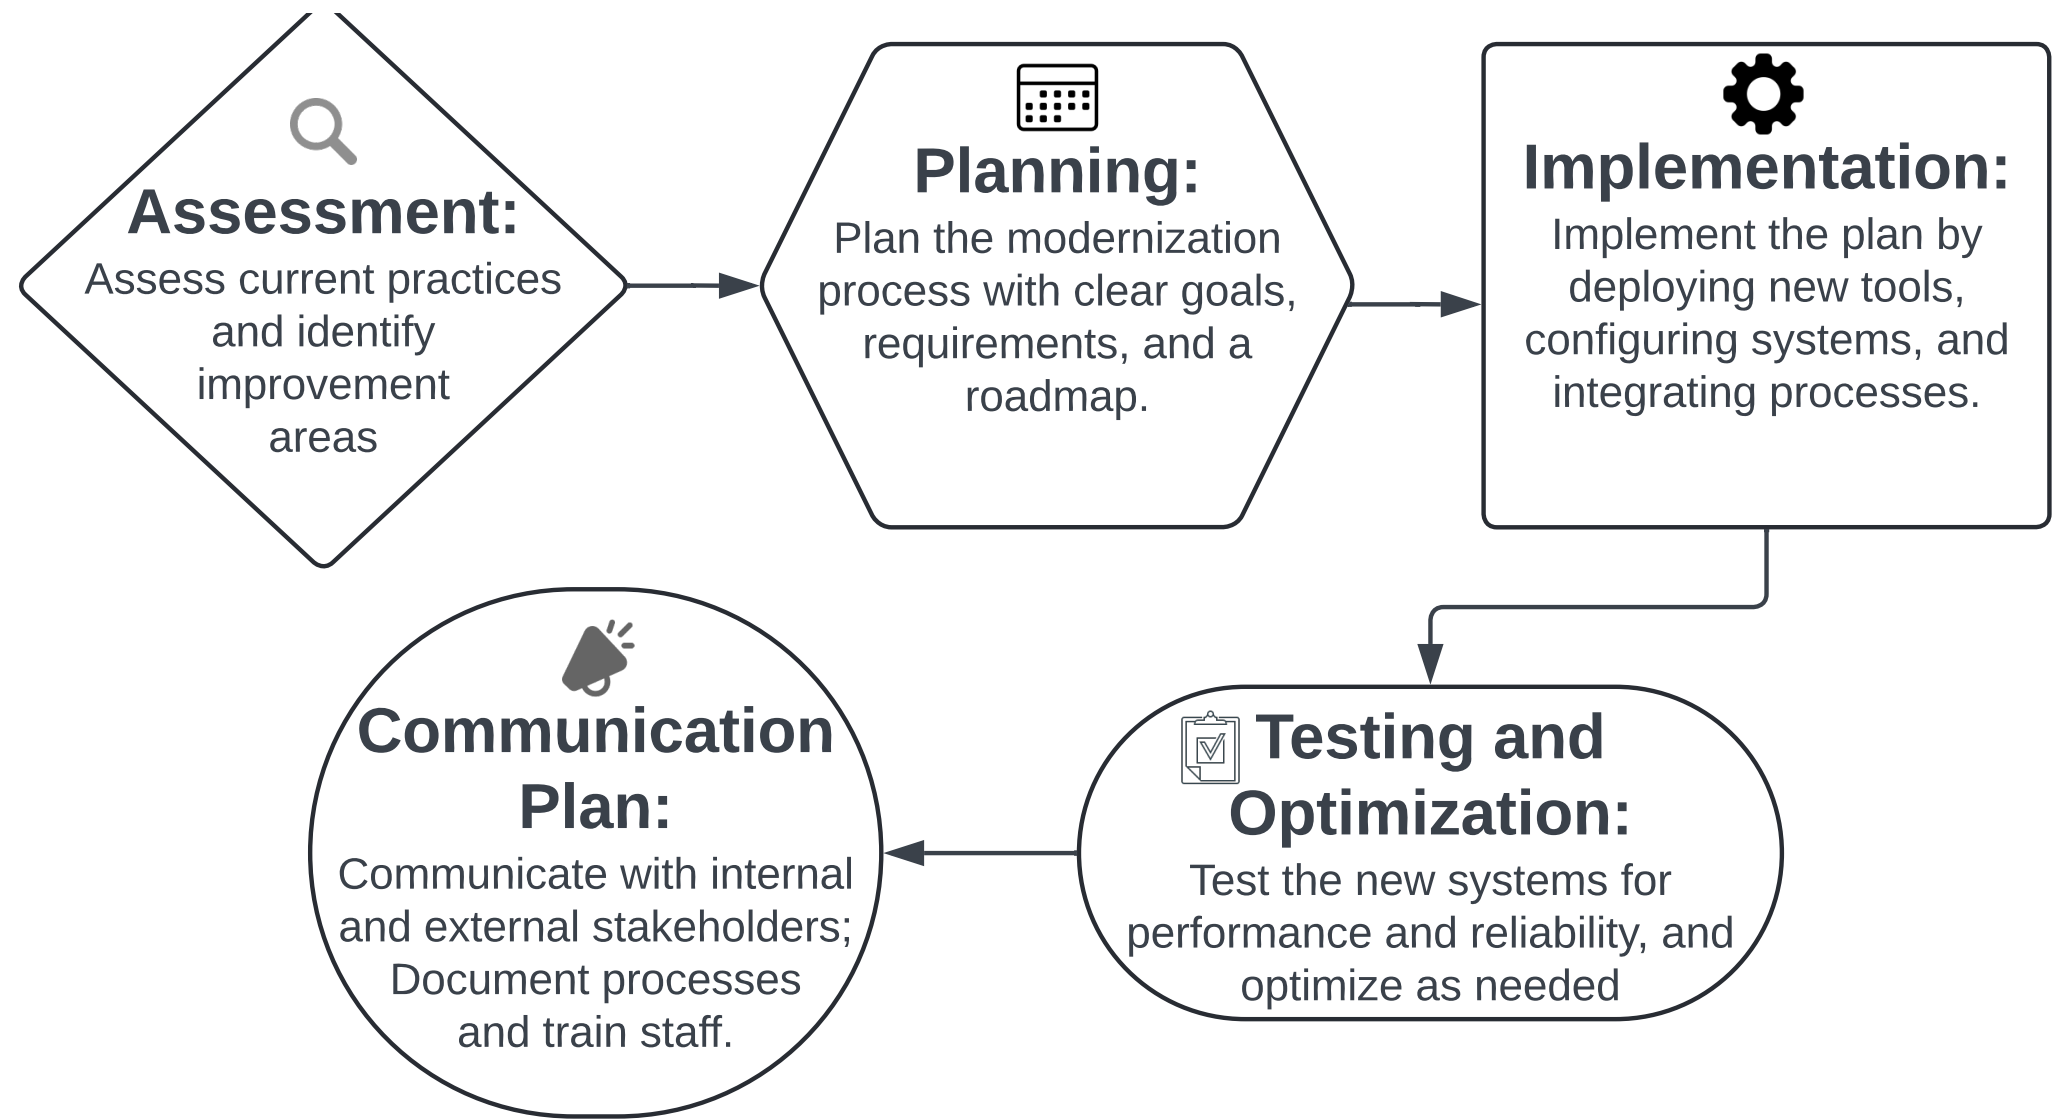 Assessment:
Assess current practices
and identify
improvement
areas
Planning:
Plan the modernization
process with clear goals,
requirements, and a
roadmap.
Implementation:
Implement the plan by
deploying new tools,
configuring systems, and
integrating processes.
Testing and
Optimization:
Test the new systems for
performance and reliability, and
optimize as needed
Communication
Plan:
Communicate with internal
and external stakeholders;
Document processes
and train staff.